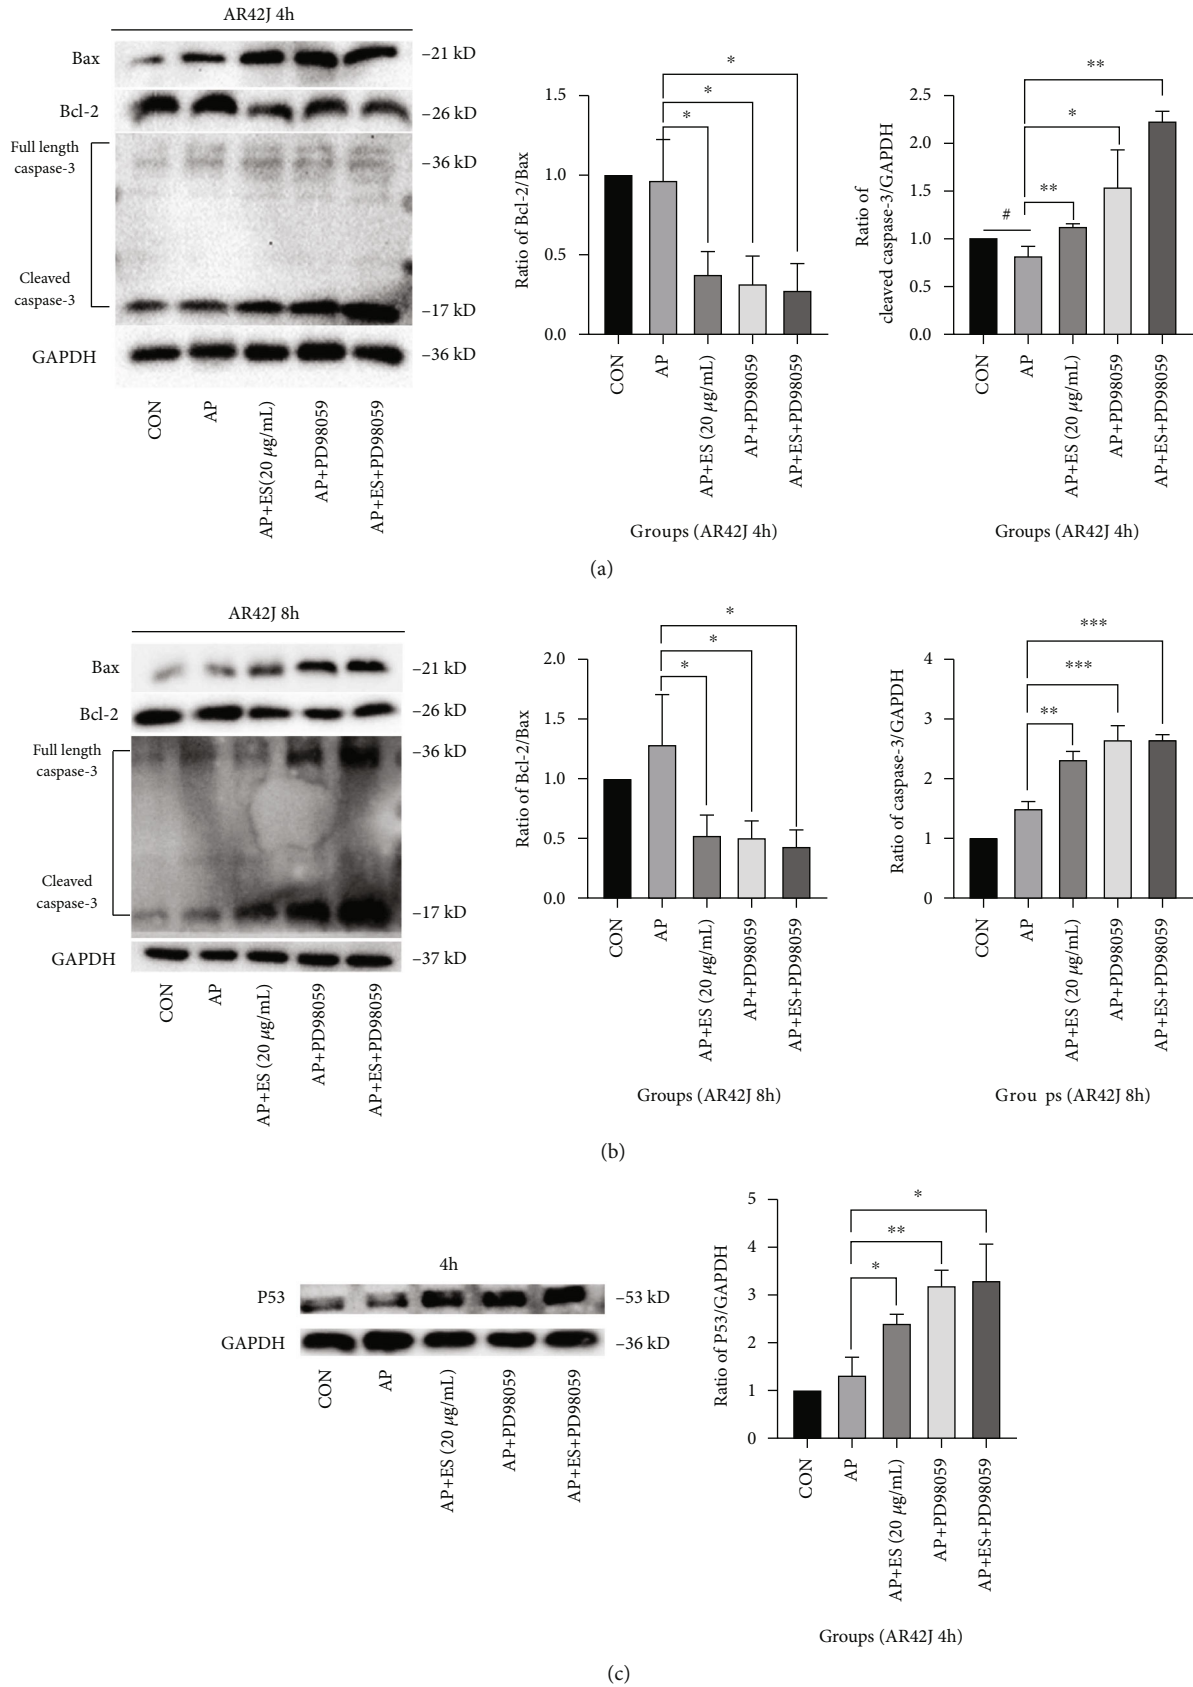 AR42J 4h
Bax
–21 kD
Bcl-2
–26 kD
Full length
caspase-3
–36 kD
Cleaved
caspase-3
–17 kD
GAPDH
–36 kD
CON
AP
AP+ES(20 µg/mL)
AP+PD98059
AP+ES+PD98059
Ratio of Bcl-2/Bax
1.5
1.0
0.5
0.0
*
*
*
CON
AP
AP+ES (20 µg/mL)
AP+PD98059
AP+ES+PD98059
Groups (AR42J 4h)
Ratio of
cleaved caspase-3/GAPDH
2.5
2.0
1.5
1.0
0.5
0.0
**
*
**
#
CON
AP
AP+ES (20 µg/mL)
AP+PD98059
AP+ES+PD98059
Groups (AR42J 4h)
(a)
AR42J 8h
Bax
–21 kD
Bcl-2
–26 kD
Full length
caspase-3
–36 kD
Cleaved
caspase-3
–17 kD
GAPDH
–37 kD
CON
AP
AP+ES (20 µg/mL)
AP+PD98059
AP+ES+PD98059
Ratio of Bcl-2/Bax
2.0
1.5
1.0
0.5
0.0
*
*
*
CON
AP
AP+ES (20 µg/mL)
AP+PD98059
AP+ES+PD98059
Groups (AR42J 8h)
Ratio of caspase-3/GAPDH
4
3
2
1
0
***
***
**
CON
AP
AP+ES (20 µg/mL)
AP+PD98059
AP+ES+PD98059
Grou ps (AR42J 8h)
(b)
4h
P53
–53 kD
GAPDH
–36 kD
CON
AP
AP+ES (20 µg/mL)
AP+PD98059
AP+ES+PD98059
Ratio of P53/GAPDH
5
4
3
2
1
0
*
**
*
CON
AP
AP+ES (20 µg/mL)
AP+PD98059
AP+ES+PD98059
Groups (AR42J 4h)
(c)